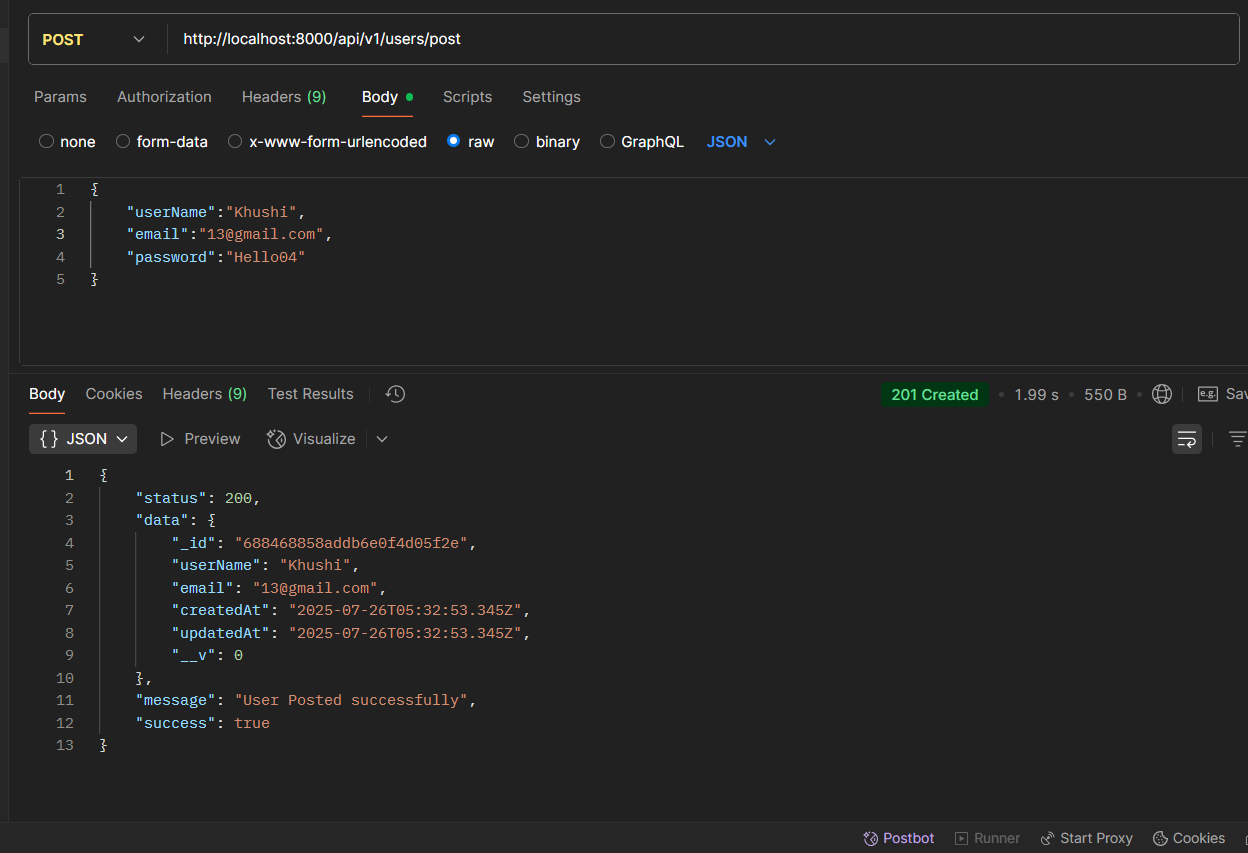 POST http://localhost:8000/api/v1/users/post
Params Authorization Headers (9) Body Scripts Settings
none form-data x-www-form-urlencoded raw binary GraphQL JSON
1 {
2 "userName":"Khushi",
3 "email":"13@gmail.com",
4 "password":"Hello04"
5 }
Body Cookies Headers (9) Test Results 201 Created • 1.99 s • 550 B • e.g. Sav
{} JSON Preview Visualize
1 {
2 "status": 200,
3 "data": {
4 "_id": "688468858addb6e0f4d05f2e",
5 "userName": "Khushi",
6 "email": "13@gmail.com",
7 "createdAt": "2025-07-26T05:32:53.345Z",
8 "updatedAt": "2025-07-26T05:32:53.345Z",
9 "__v": 0
10 },
11 "message": "User Posted successfully",
12 "success": true
13 }
Postbot Runner Start Proxy Cookies